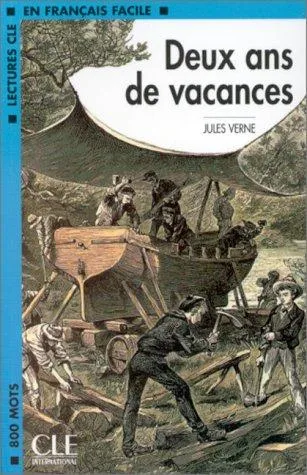 LECTURES CLE
EN FRANÇAIS FACILE
Deux ans
de vacances
JULES VERNE
800 MOTS
CLE
INTERNATIONAL